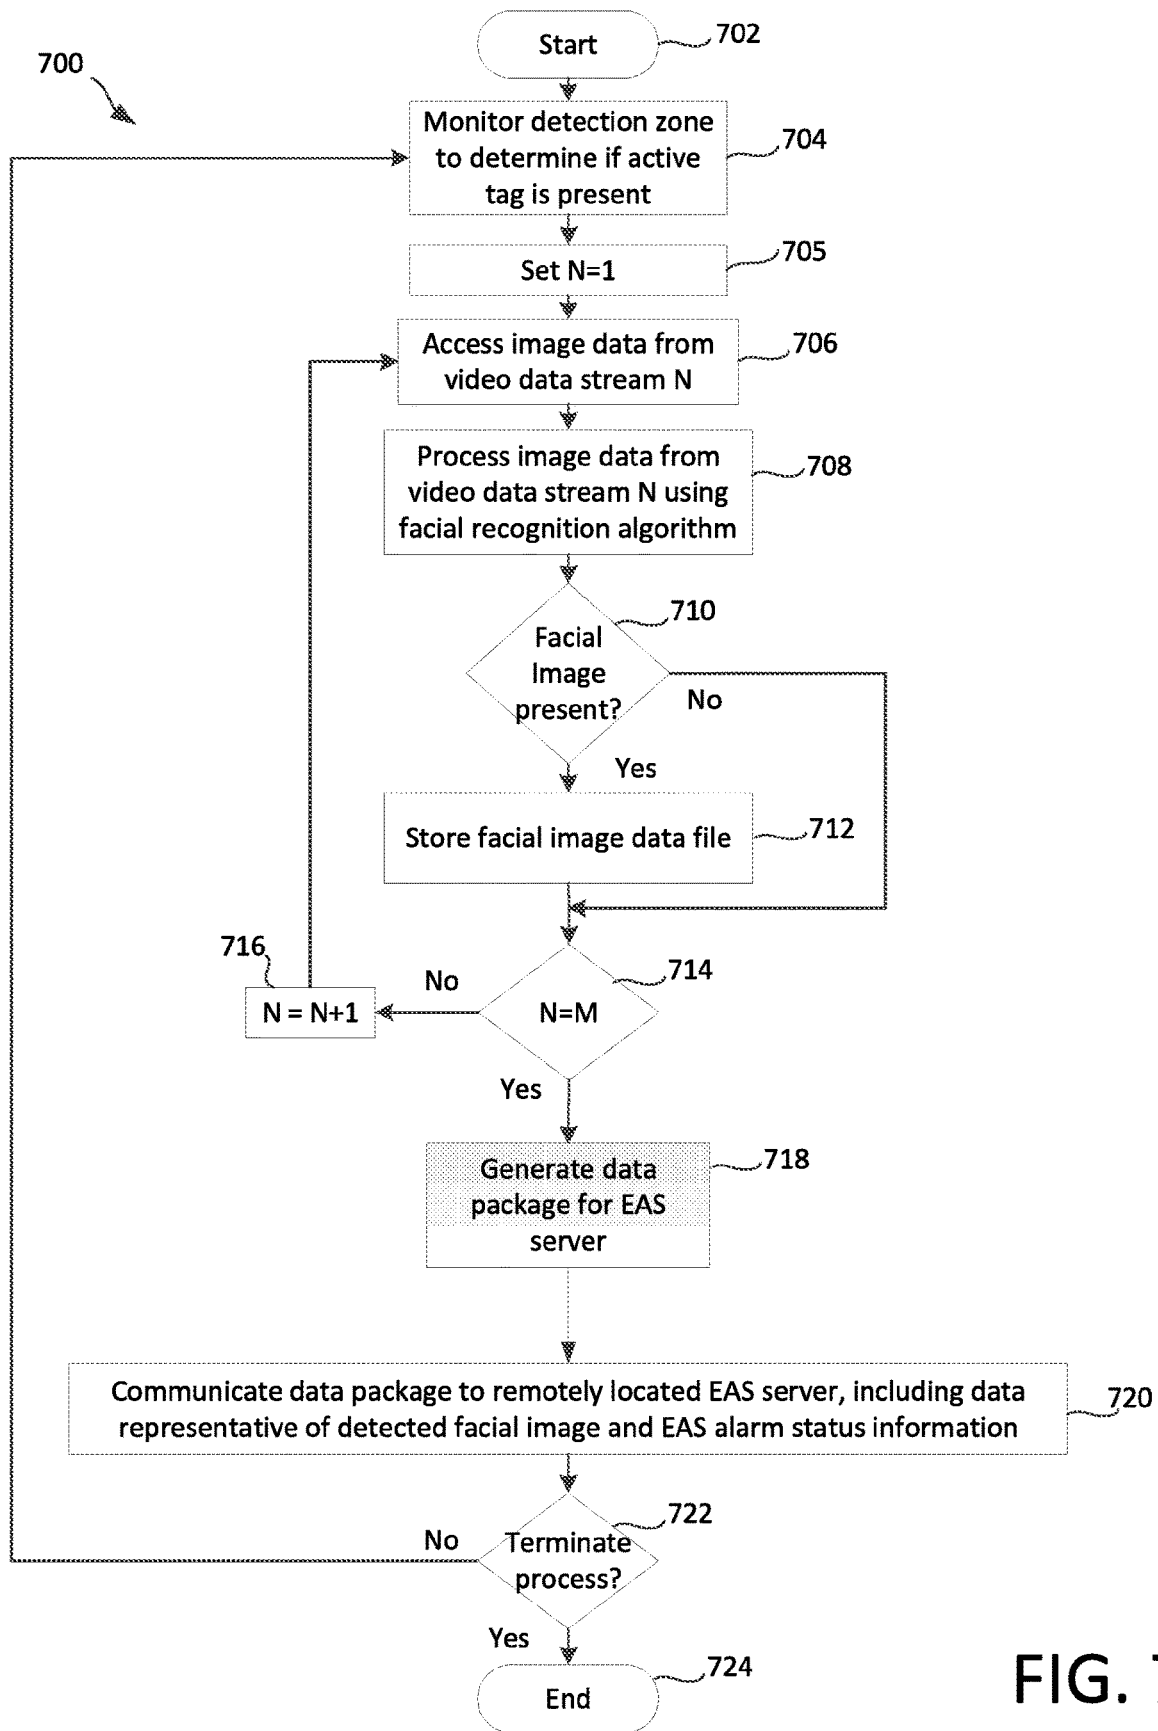 700
Start
702
Monitor detection zone
to determine if active
tag is present
704
Set N=1
705
Access image data from
video data stream N
706
Process image data from
video data stream N using
facial recognition algorithm
708
Facial
Image
present?
710
No
Yes
Store facial image data file
712
716
N = N+1
No
N=M
714
Yes
Generate data
package for EAS
server
718
Communicate data package to remotely located EAS server, including data
representative of detected facial image and EAS alarm status information
720
No
Terminate
process?
722
Yes
End
724
FIG. 7